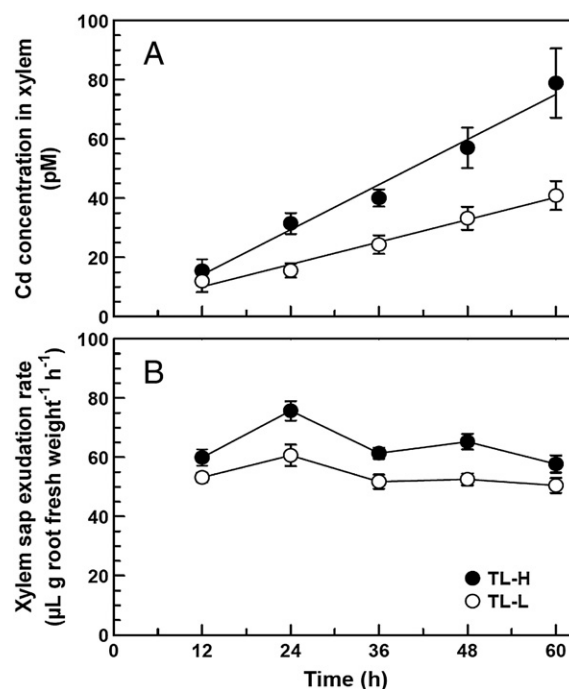 100
80
60
40
20
0
A
Cd concentration in xylem
(pM)
100
80
60
40
20
0
B
Xylem sap exudation rate
(µL g root fresh weight⁻¹ h⁻¹)
TL-H
TL-L
0 12 24 36 48 60
Time (h)